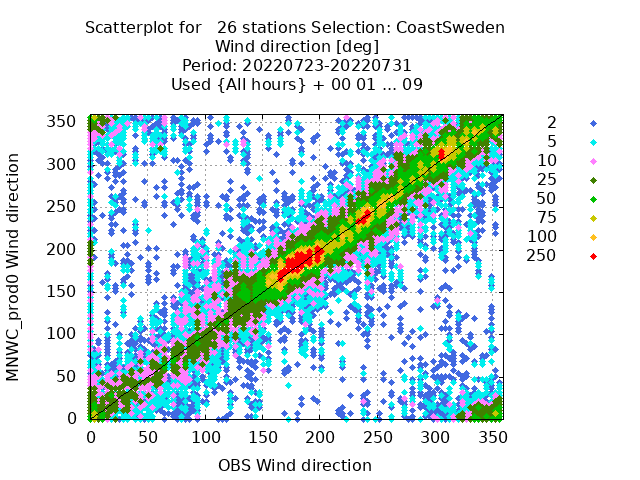 Scatterplot for   26 stations Selection: CoastSweden
Wind direction [deg]
Period: 20220723-20220731
Used {All hours} + 00 01 ... 09
2
5
10
25
50
75
100
250
MNWC_prod0 Wind direction
350
300
250
200
150
100
50
0
0 50 100 150 200 250 300 350
OBS Wind direction